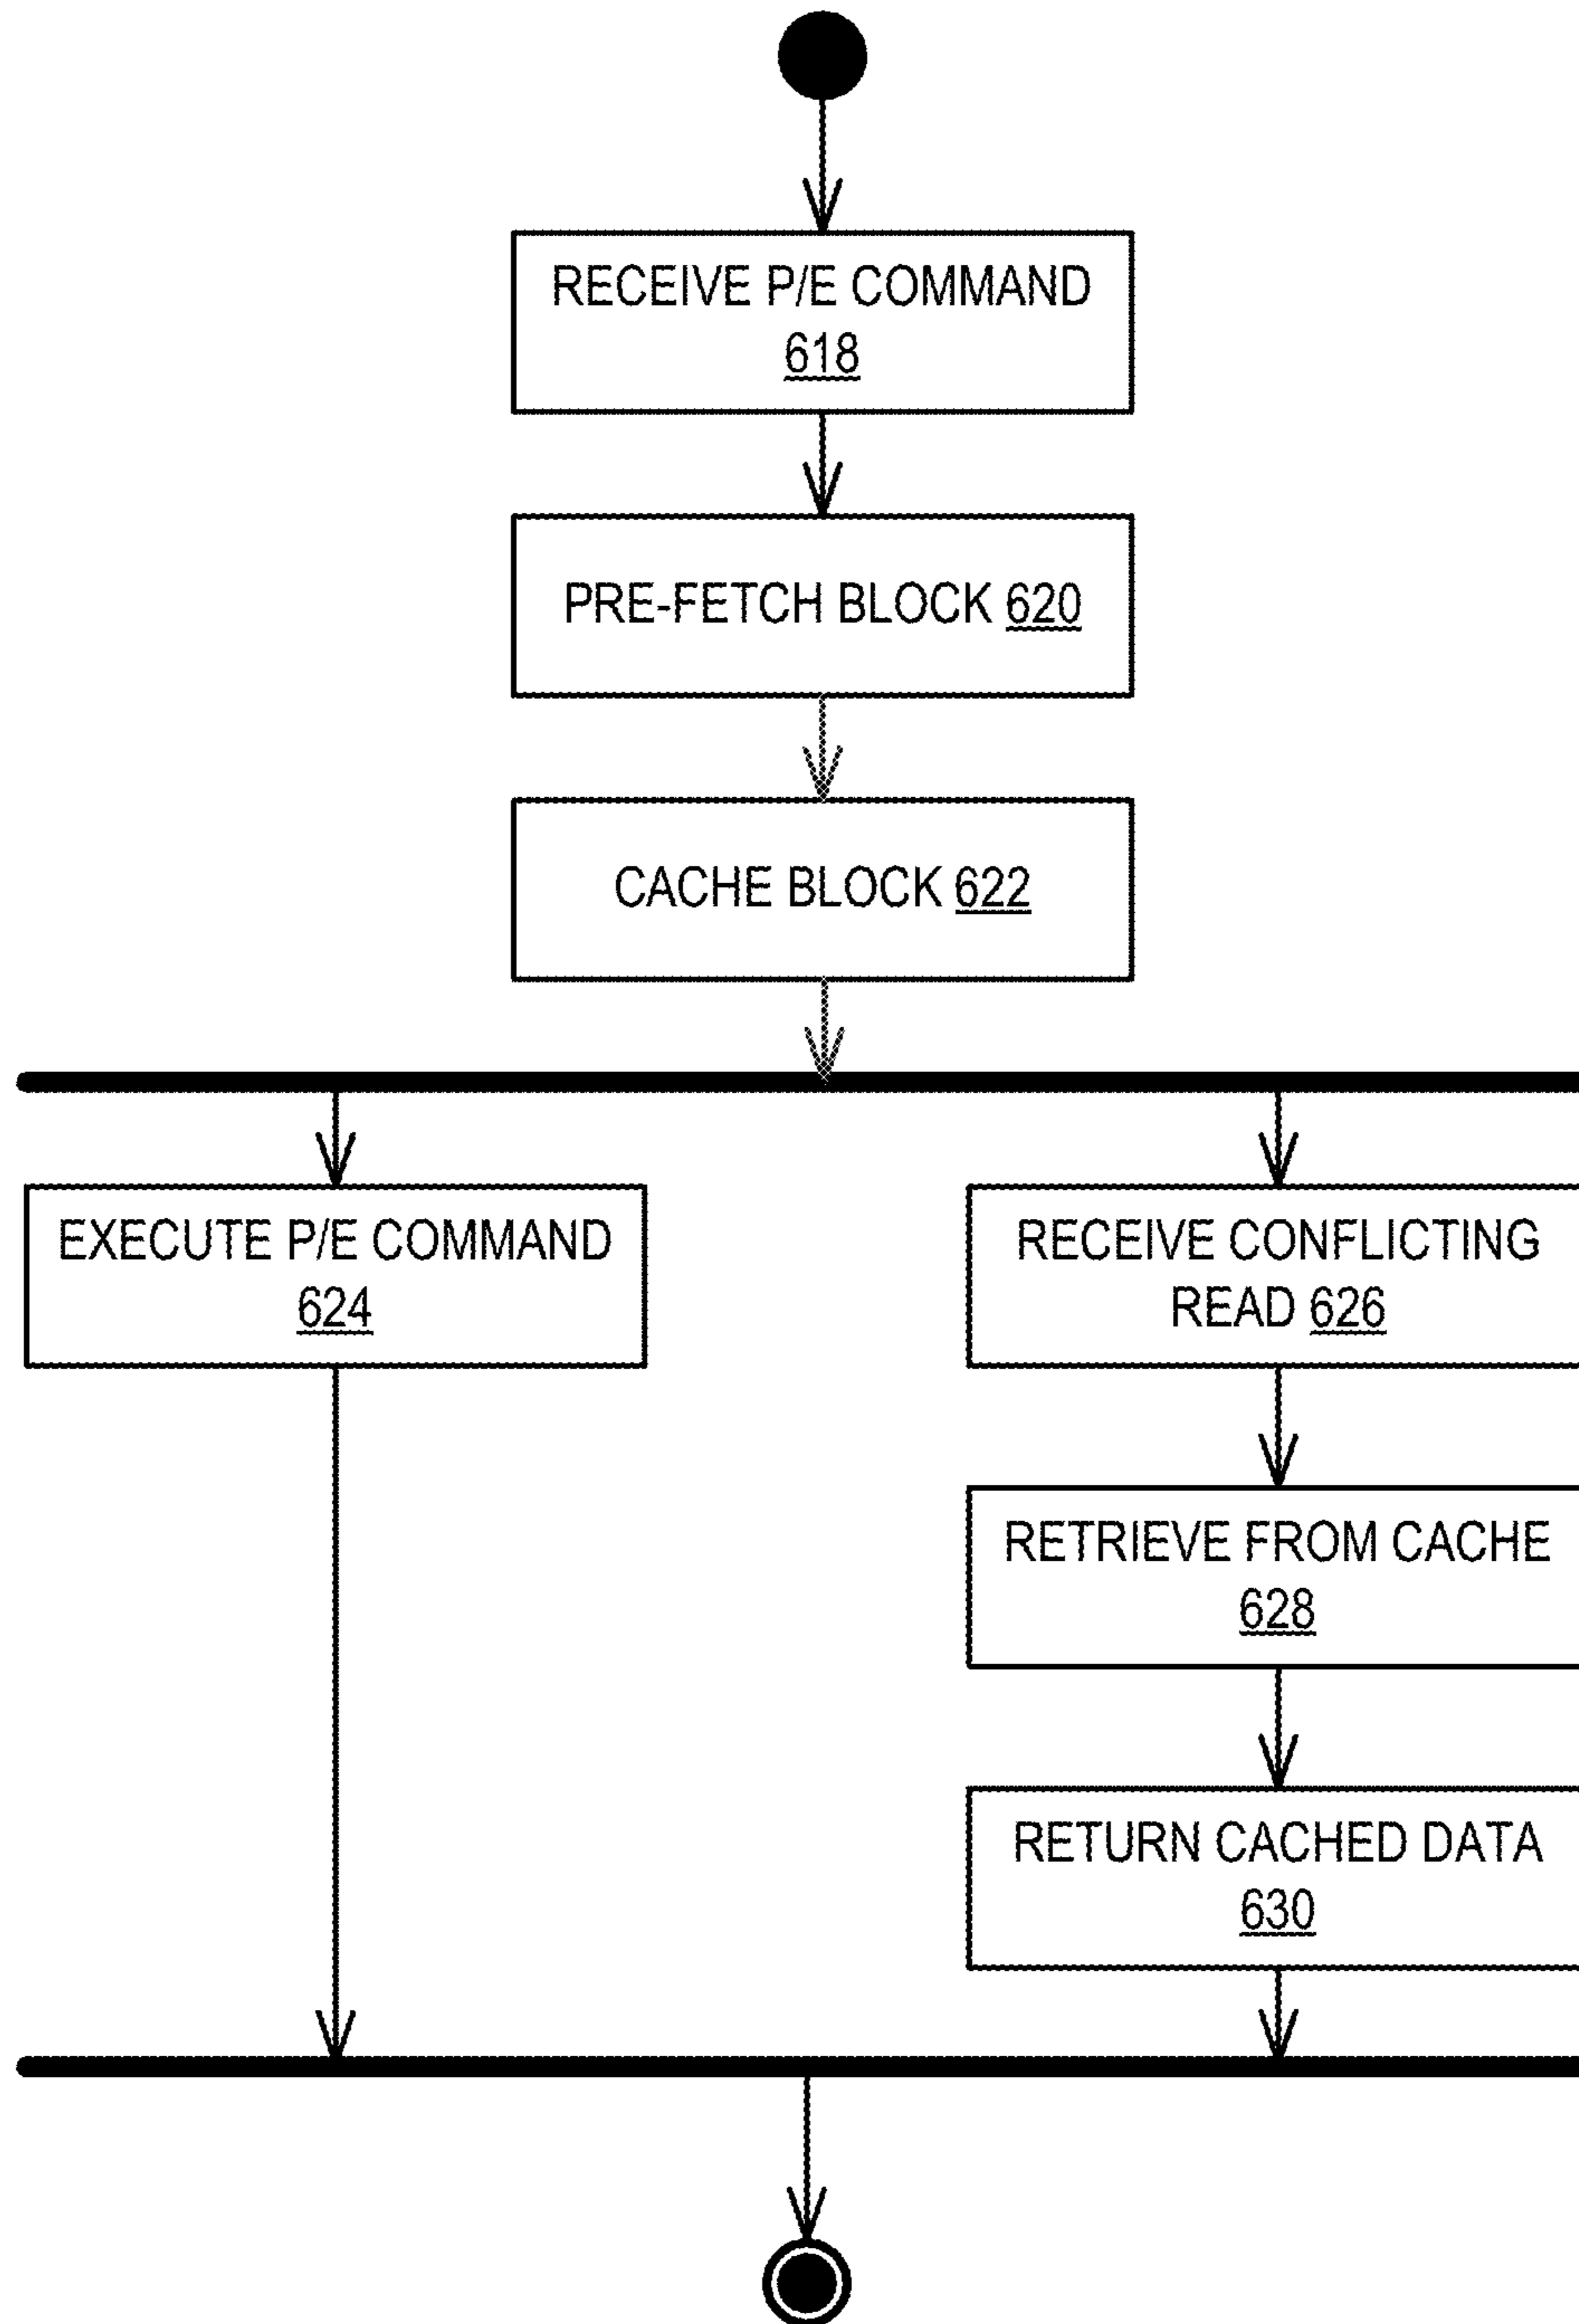 RECEIVE P/E COMMAND
618
PRE-FETCH BLOCK 620
CACHE BLOCK 622
EXECUTE P/E COMMAND
624
RECEIVE CONFLICTING
READ 626
RETRIEVE FROM CACHE
628
RETURN CACHED DATA
630